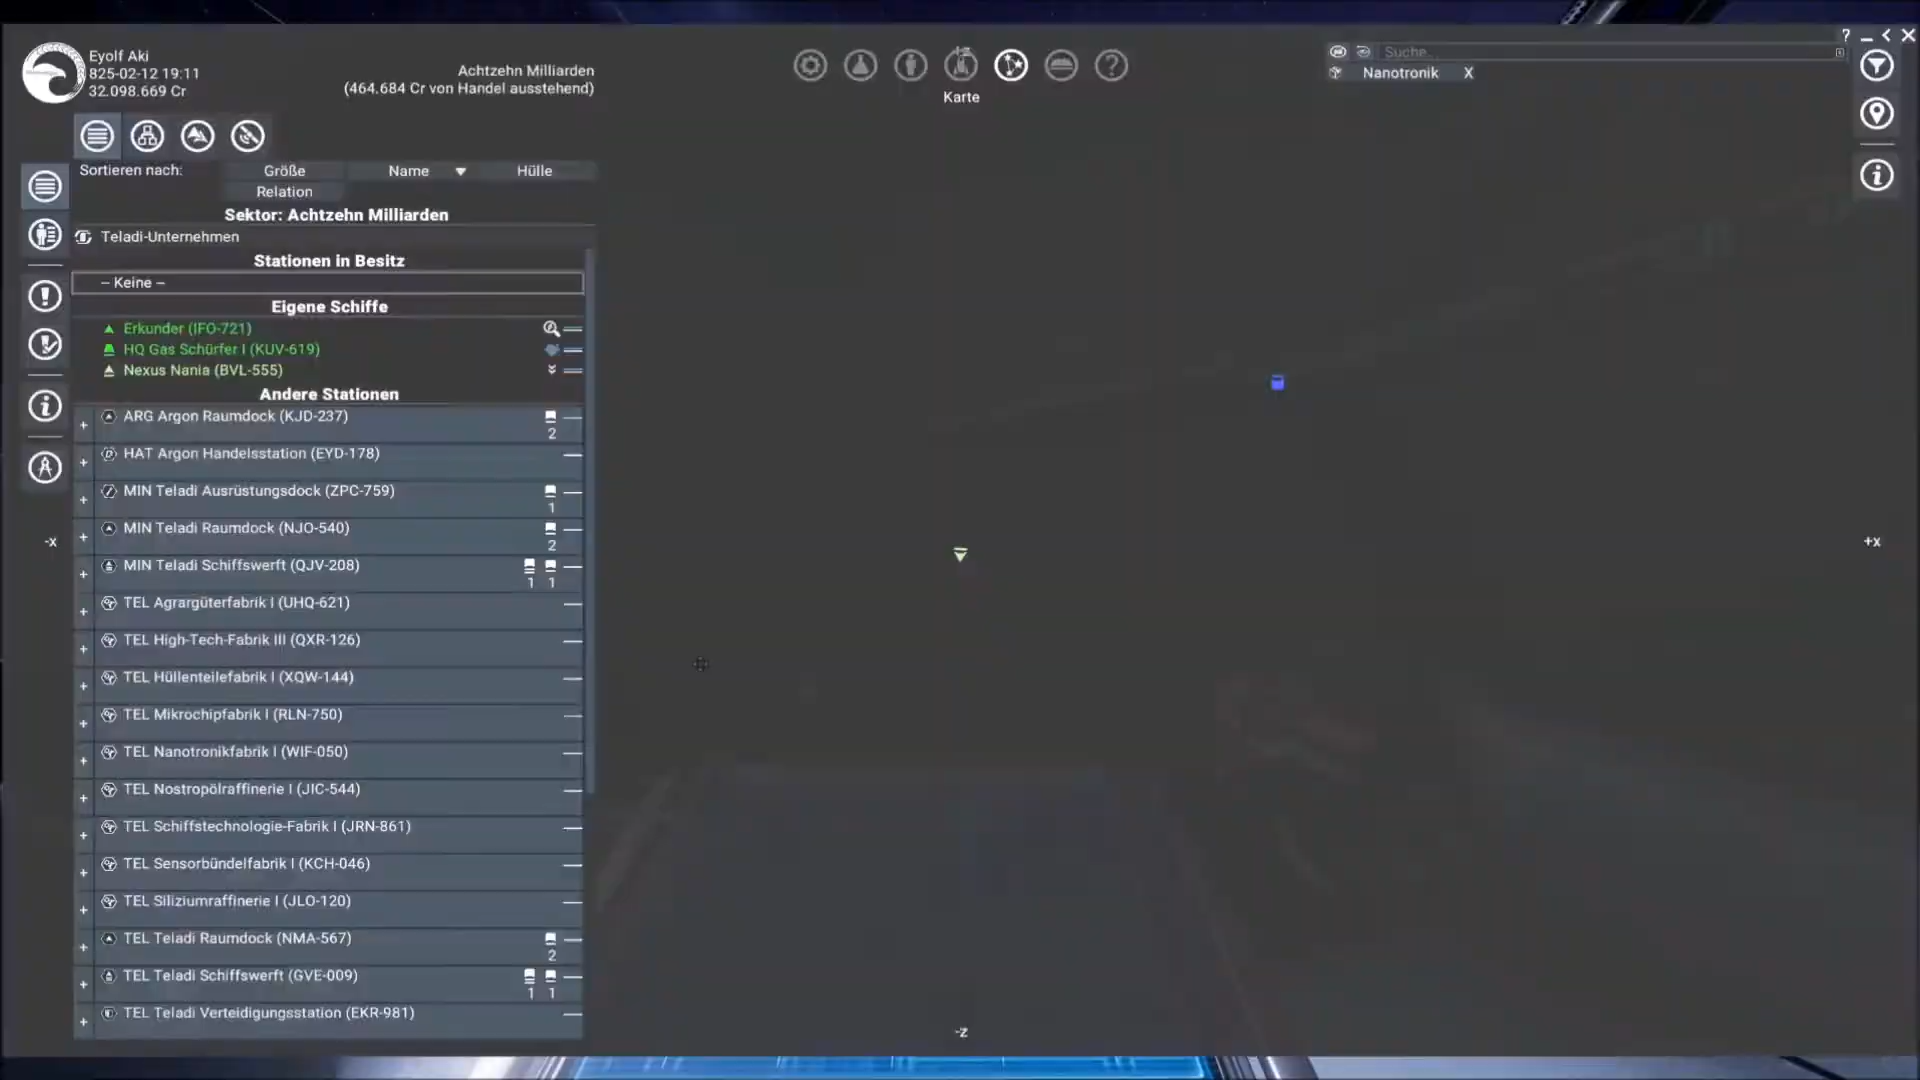 Eyolf Aki
825-02-12 19:11
32.098.669 Cr
Achtzehn Milliarden
(464.684 Cr von Handel ausstehend)
Karte
?
Suche...
Nanotronik X
Sortieren nach: Größe Name Hülle
Relation
Sektor: Achtzehn Milliarden
Teladi-Unternehmen
Stationen in Besitz
-- Keine --
Eigene Schiffe
Erkunder (IFO-721)
HQ Gas Schürfer I (KUV-619)
Nexus Nania (BVL-555)
Andere Stationen
+ ARG Argon Raumdock (KJD-237) 2
+ HAT Argon Handelsstation (EYD-178)
+ MIN Teladi Ausrüstungsdock (ZPC-759) 1
+ MIN Teladi Raumdock (NJO-540) 2
+ MIN Teladi Schiffswerft (QJV-208) 1 1
+ TEL Agrargüterfabrik I (UHQ-621)
+ TEL High-Tech-Fabrik III (QXR-126)
+ TEL Hüllenteilefabrik I (XQW-144)
+ TEL Mikrochipfabrik I (RLN-750)
+ TEL Nanotronikfabrik I (WIF-050)
+ TEL Nostropölraffinerie I (JIC-544)
+ TEL Schiffstechnologie-Fabrik I (JRN-861)
+ TEL Sensorbündelfabrik I (KCH-046)
+ TEL Siliziumraffinerie I (JLO-120)
+ TEL Teladi Raumdock (NMA-567) 2
+ TEL Teladi Schiffswerft (GVE-009) 1 1
+ TEL Teladi Verteidigungsstation (EKR-981)
-x
+x
-z